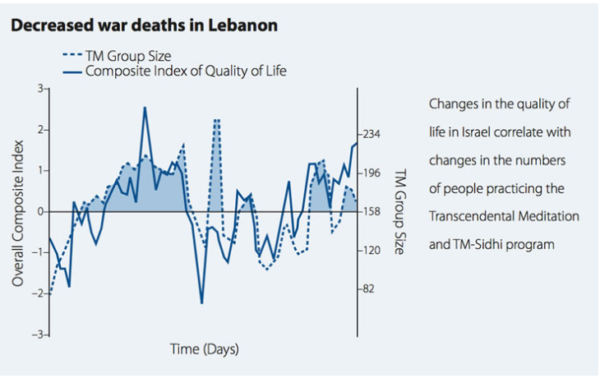 Decreased war deaths in Lebanon
TM Group Size
Composite Index of Quality of Life
3
2
1
0
−1
−2
−3
Overall Composite Index
234
196
158
120
82
TM Group Size
Time (Days)
Changes in the quality of
life in Israel correlate with
changes in the numbers
of people practicing the
Transcendental Meditation
and TM-Sidhi program